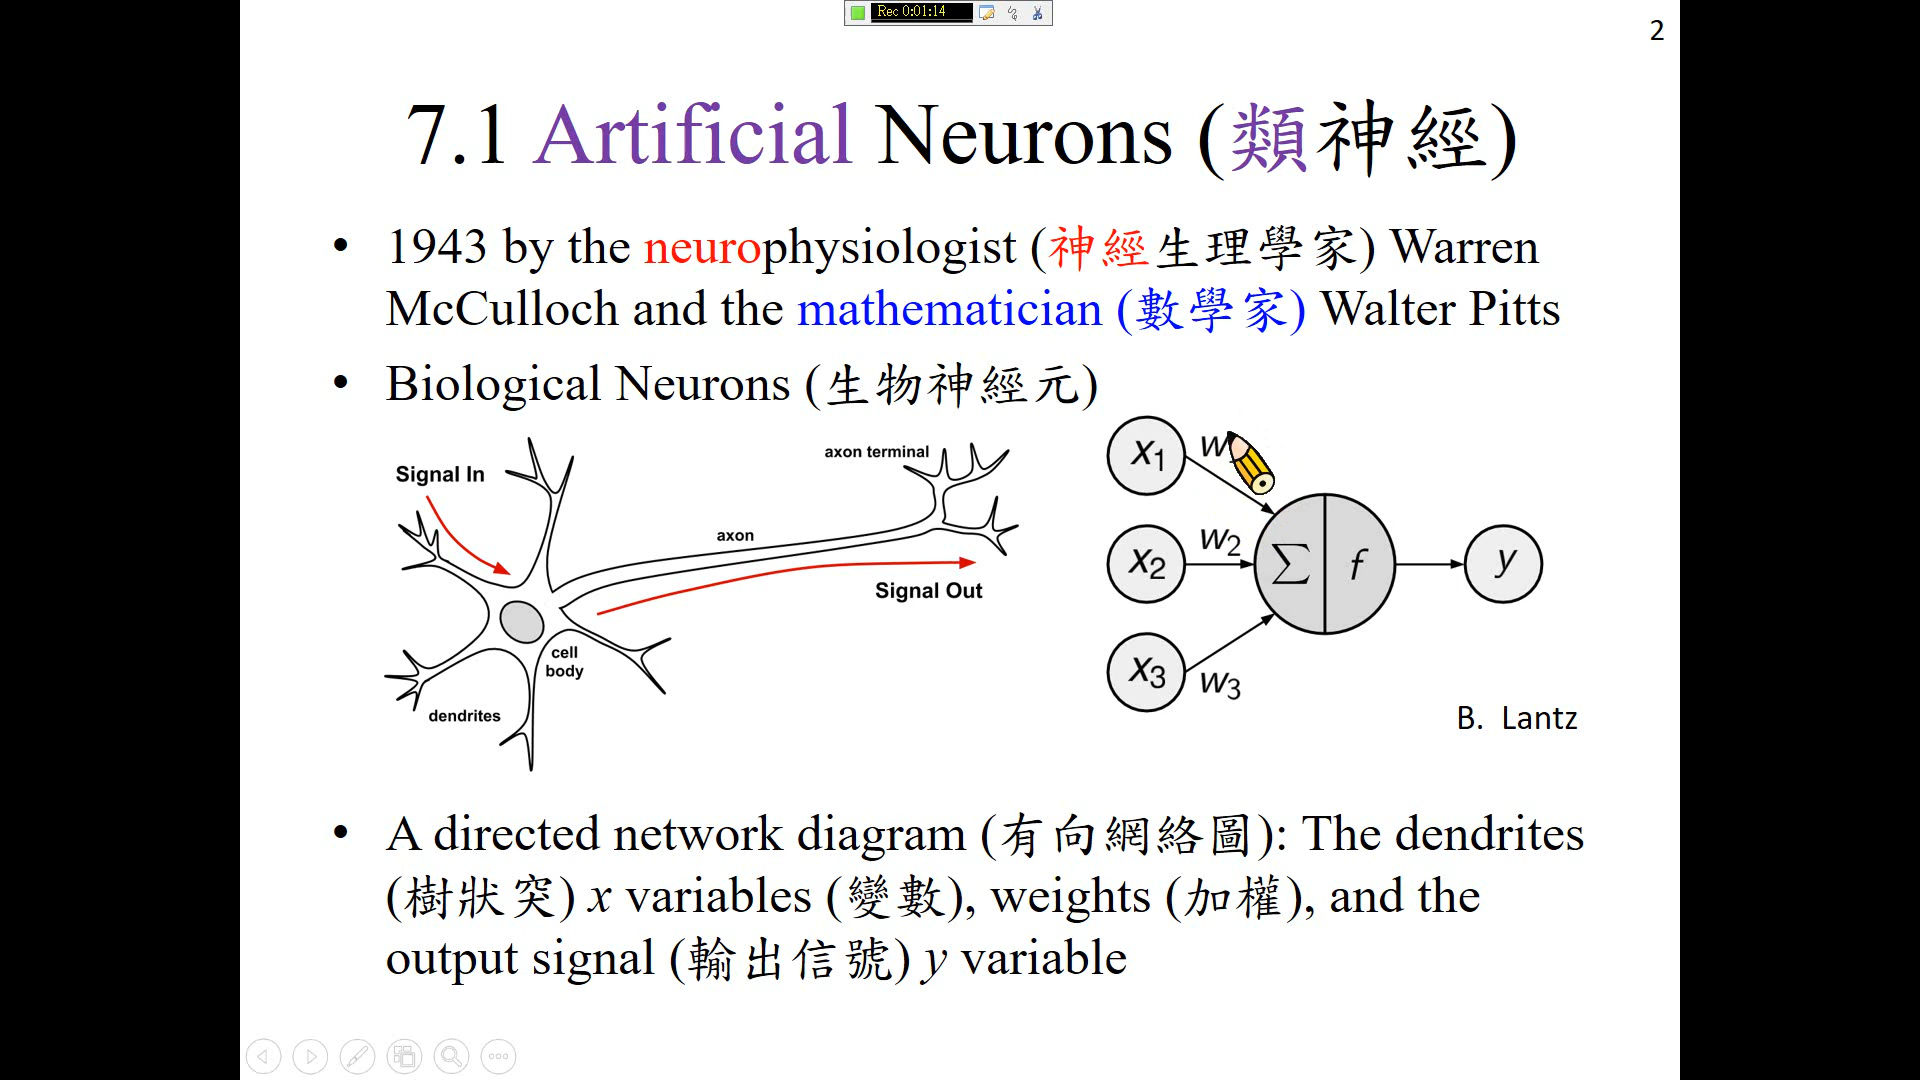 Rec 0:01:14
2
7.1 Artificial Neurons (類神經)
• 1943 by the neurophysiologist (神經生理學家) Warren
McCulloch and the mathematician (數學家) Walter Pitts
• Biological Neurons (生物神經元)
Signal In
axon terminal
axon
Signal Out
cell
body
dendrites
x1
w
x2
w2
x3
w3
∑
f
y
B. Lantz
• A directed network diagram (有向網絡圖): The dendrites
(樹狀突) x variables (變數), weights (加權), and the
output signal (輸出信號) y variable